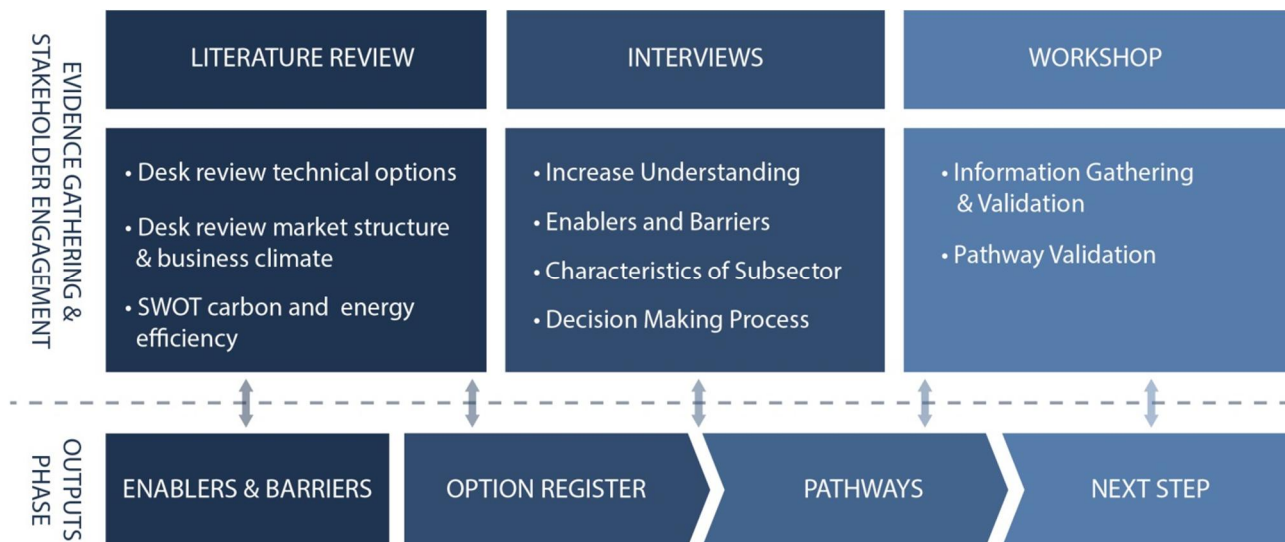 EVIDENCE GATHERING &
STAKEHOLDER ENGAGEMENT
LITERATURE REVIEW
INTERVIEWS
WORKSHOP
• Desk review technical options
• Desk review market structure
& business climate
• SWOT carbon and energy
efficiency
• Increase Understanding
• Enablers and Barriers
• Characteristics of Subsector
• Decision Making Process
• Information Gathering
& Validation
• Pathway Validation
OUTPUTS
PHASE
ENABLERS & BARRIERS
OPTION REGISTER
PATHWAYS
NEXT STEP